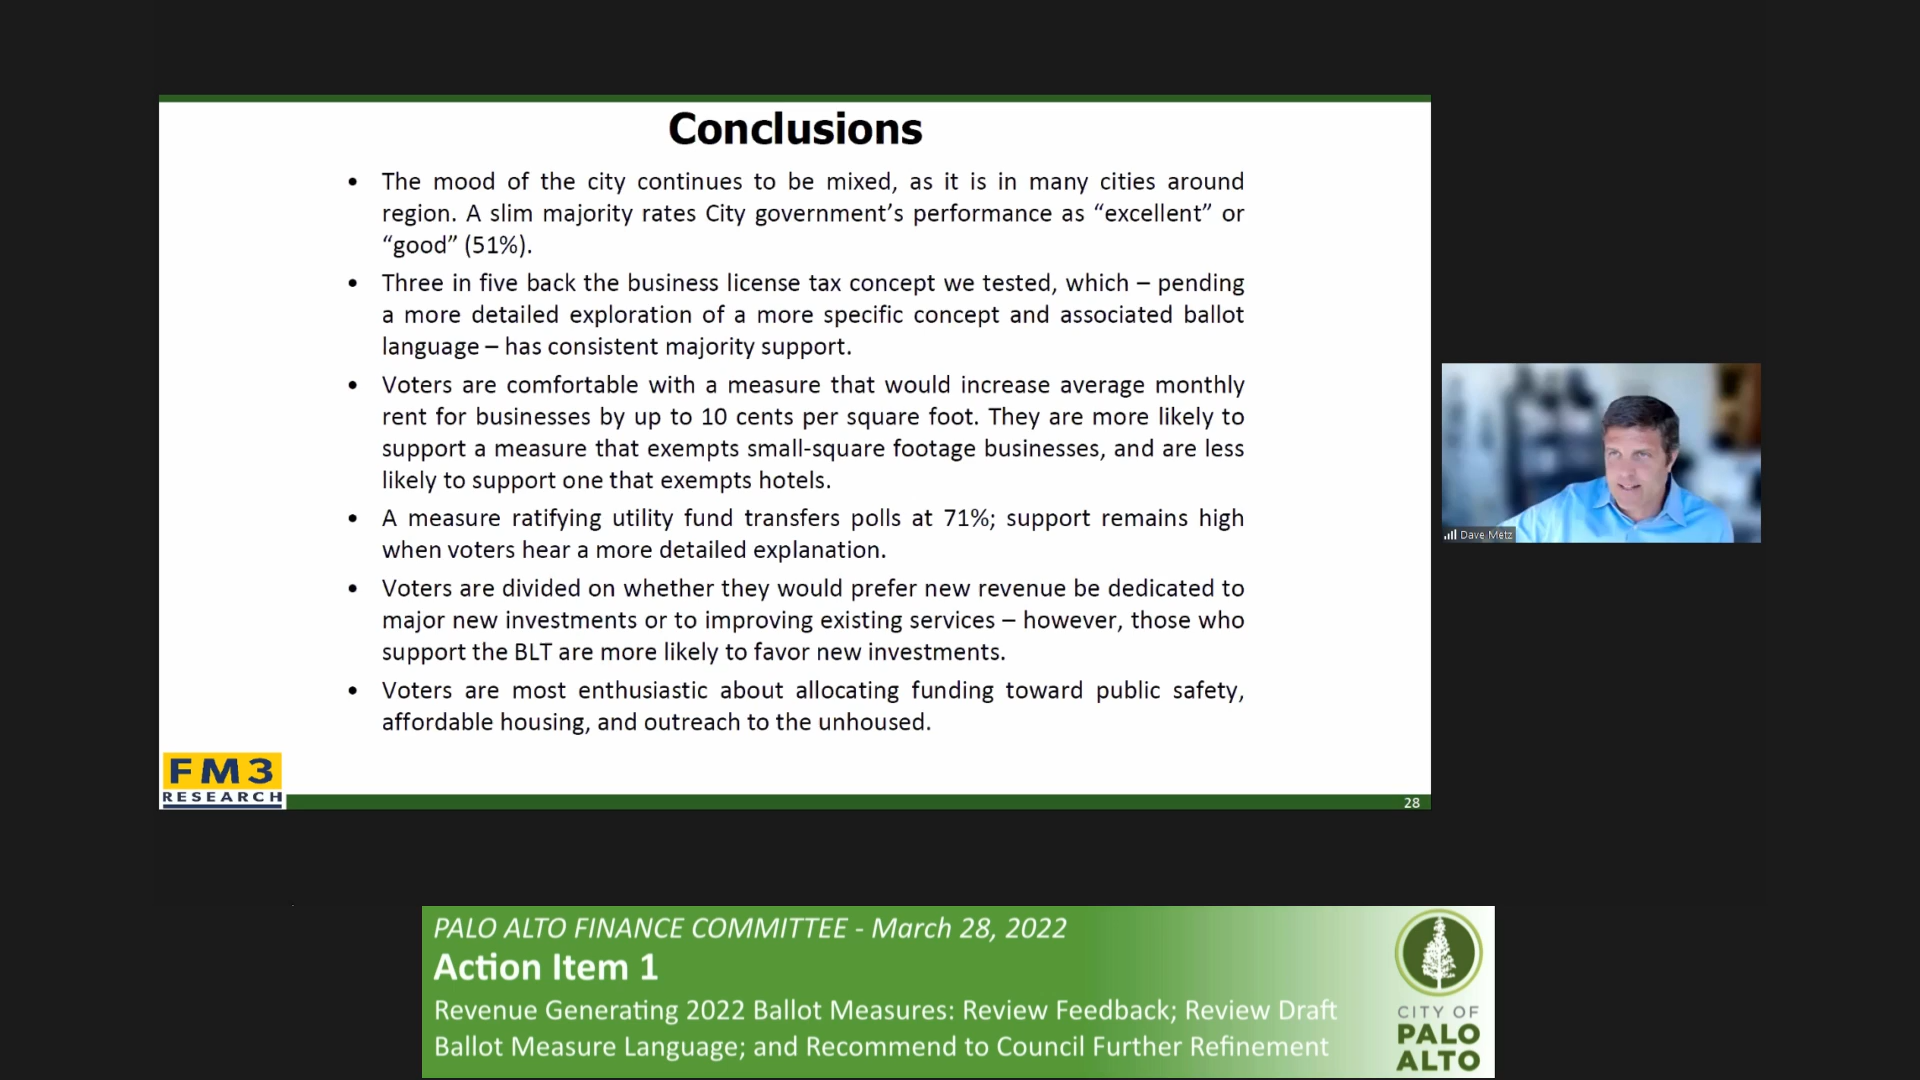 Conclusions
• The mood of the city continues to be mixed, as it is in many cities around
region. A slim majority rates City government’s performance as “excellent” or
“good” (51%).
• Three in five back the business license tax concept we tested, which – pending
a more detailed exploration of a more specific concept and associated ballot
language – has consistent majority support.
• Voters are comfortable with a measure that would increase average monthly
rent for businesses by up to 10 cents per square foot. They are more likely to
support a measure that exempts small-square footage businesses, and are less
likely to support one that exempts hotels.
• A measure ratifying utility fund transfers polls at 71%; support remains high
when voters hear a more detailed explanation.
• Voters are divided on whether they would prefer new revenue be dedicated to
major new investments or to improving existing services – however, those who
support the BLT are more likely to favor new investments.
• Voters are most enthusiastic about allocating funding toward public safety,
affordable housing, and outreach to the unhoused.
FM3
RESEARCH
28
Dave Metz
PALO ALTO FINANCE COMMITTEE - March 28, 2022
Action Item 1
Revenue Generating 2022 Ballot Measures: Review Feedback; Review Draft
Ballot Measure Language; and Recommend to Council Further Refinement
CITY OF
PALO
ALTO